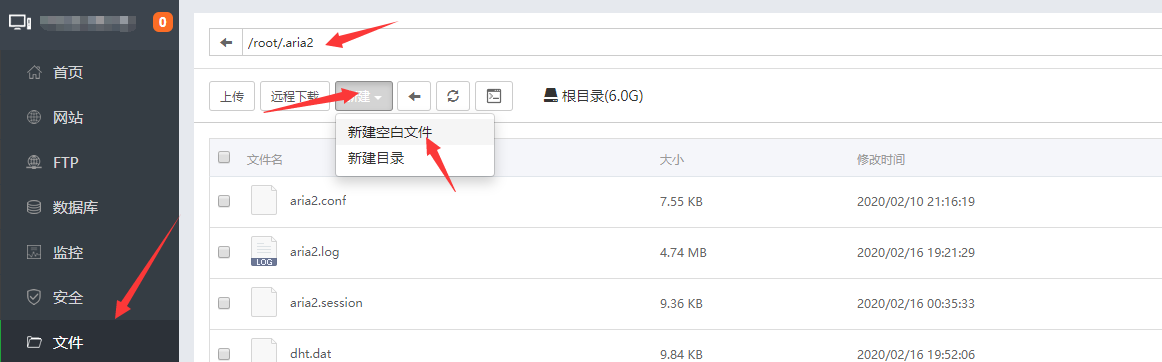 0
/root/.aria2
首页
上传 远程下载 新建 根目录(6.0G)
网站
新建空白文件
新建目录
文件名 大小 修改时间
FTP
aria2.conf 7.55 KB 2020/02/10 21:16:19
数据库
监控
aria2.log 4.74 MB 2020/02/16 19:21:29
LOG
安全
aria2.session 9.36 KB 2020/02/16 00:35:33
文件
dht.dat 9.84 KB 2020/02/16 19:52:06